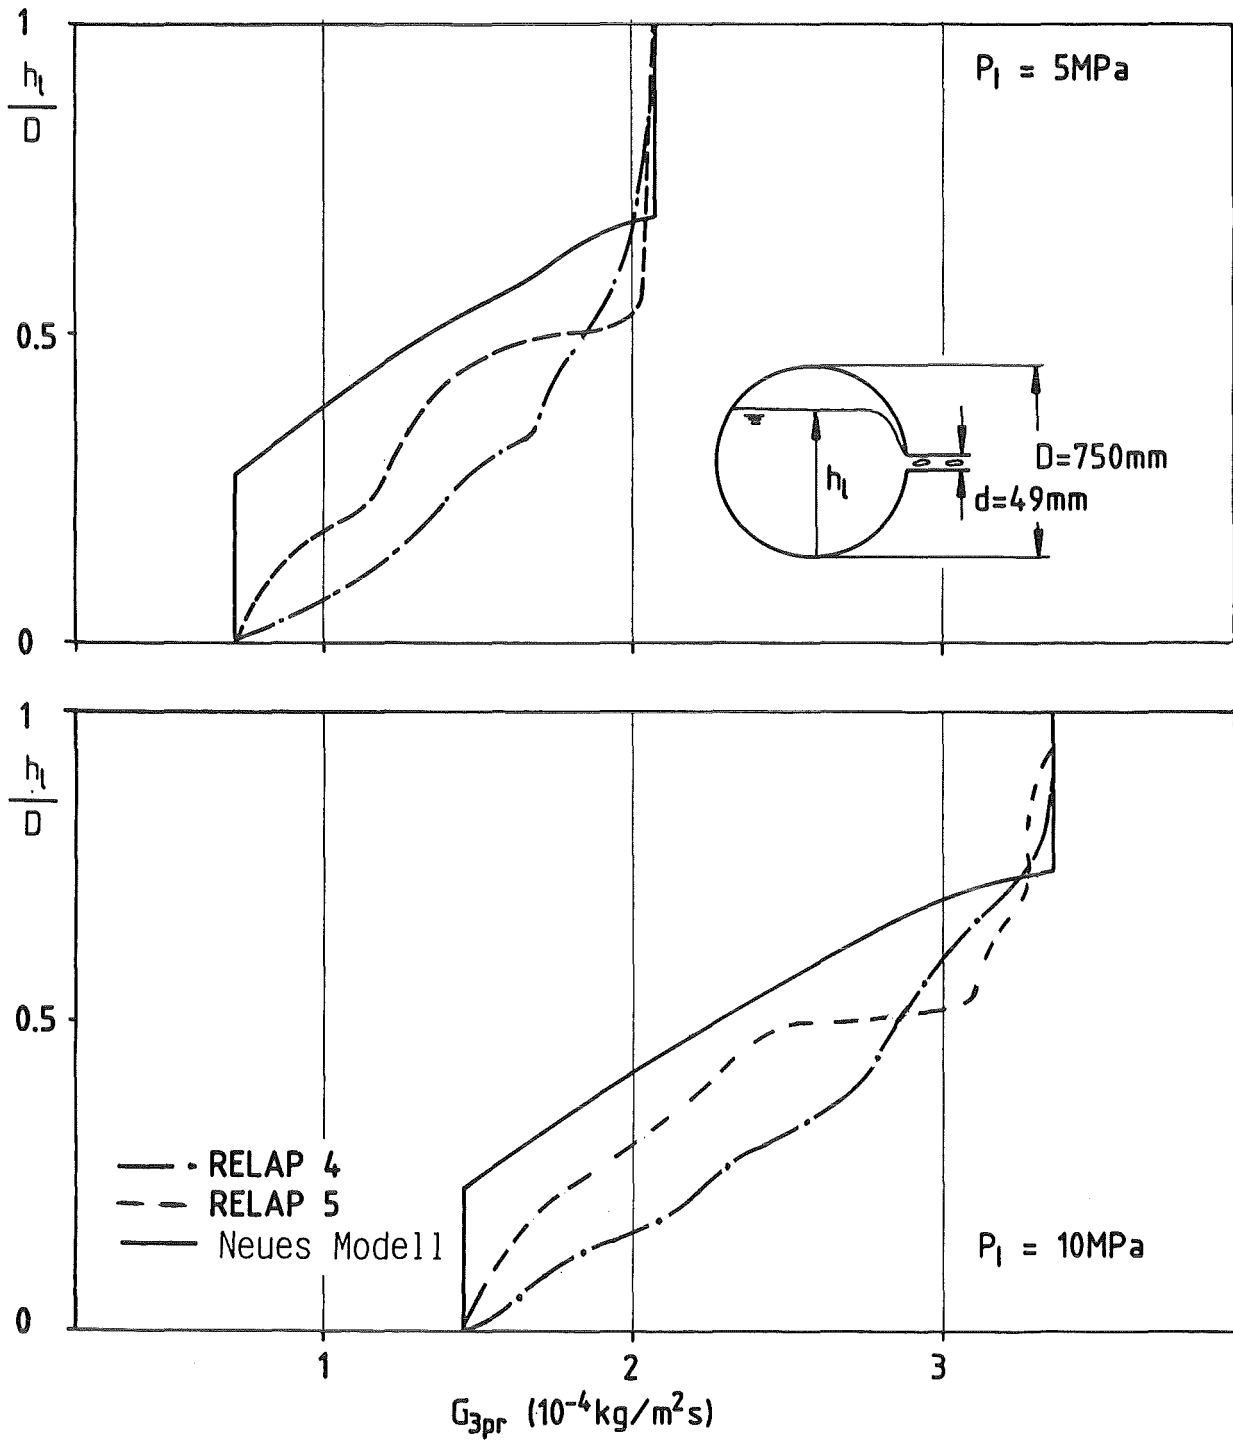 1
h_l
D
P_l = 5MPa
0.5
D=750mm
h_l
d=49mm
0
1
h_l
D
0.5
RELAP 4
RELAP 5
Neues Modell
P_l = 10MPa
0
1 2 3
G_3pr (10^-4 kg/m²s)